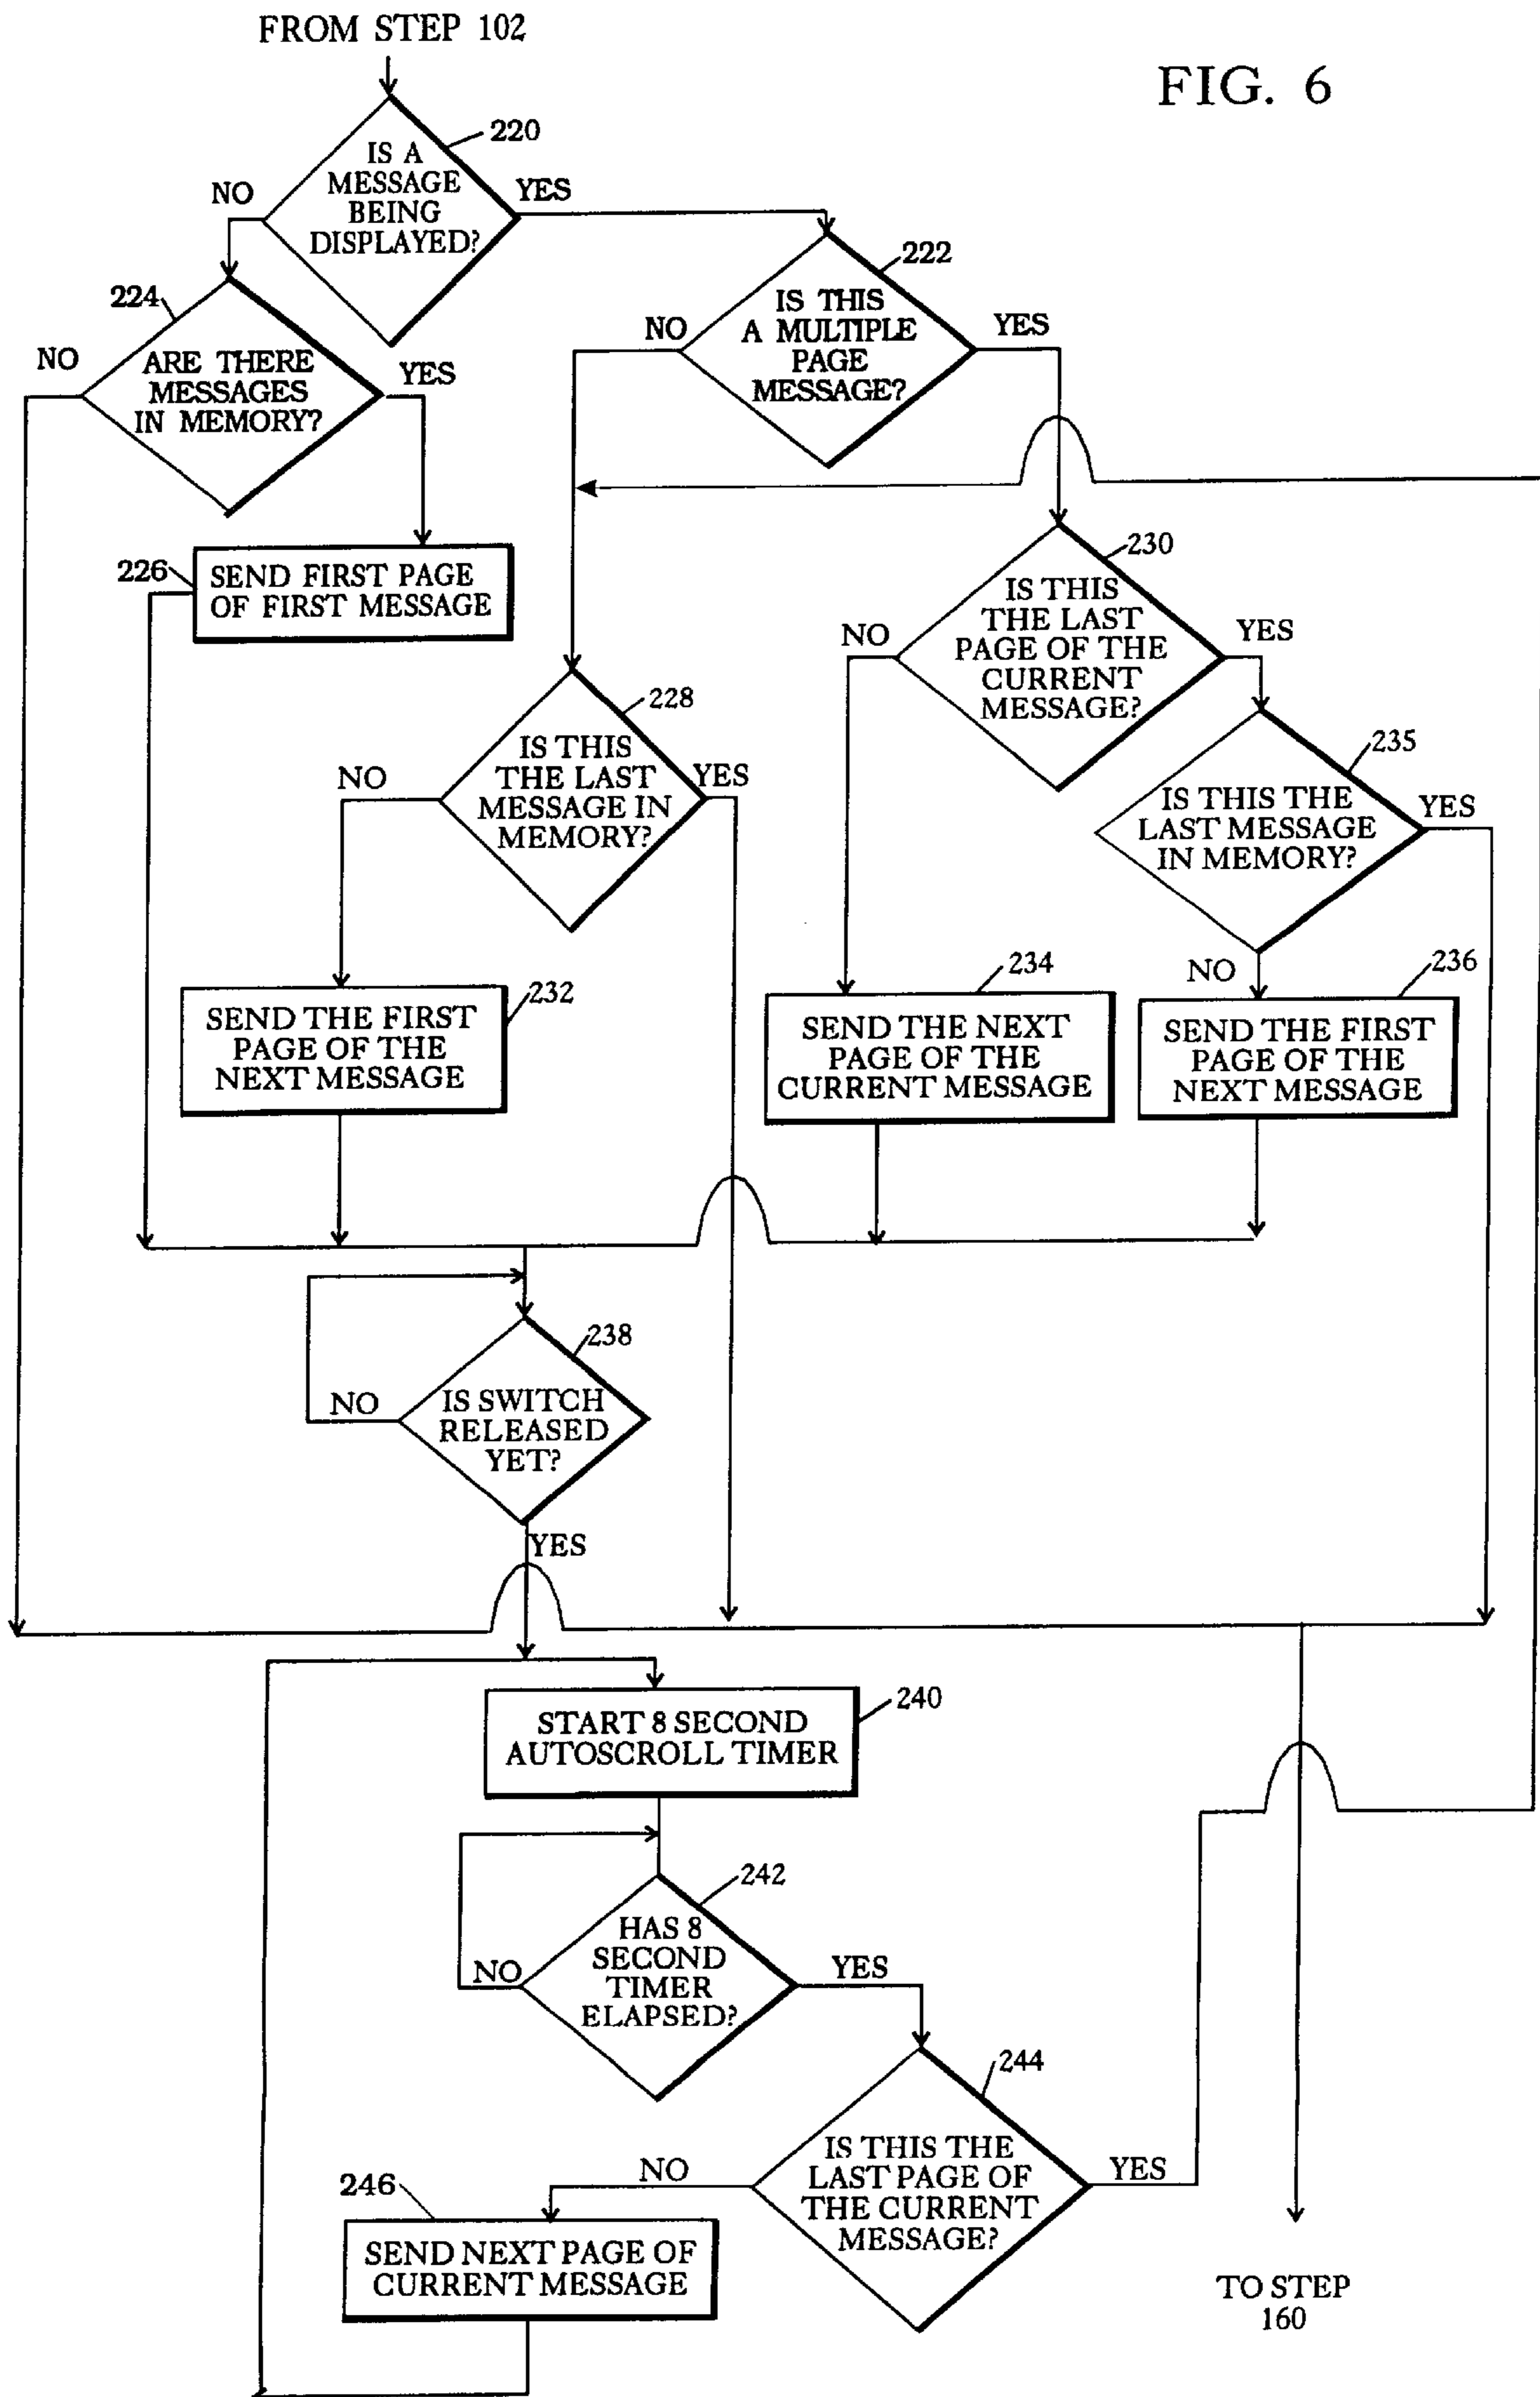 FROM STEP 102
FIG. 6
220
IS A
MESSAGE
BEING
DISPLAYED?
NO
YES
222
IS THIS
A MULTIPLE
PAGE
MESSAGE?
NO
YES
224
ARE THERE
MESSAGES
IN MEMORY?
NO
YES
226
SEND FIRST PAGE
OF FIRST MESSAGE
230
IS THIS
THE LAST
PAGE OF THE
CURRENT
MESSAGE?
NO
YES
228
IS THIS
THE LAST
MESSAGE IN
MEMORY?
NO
YES
235
IS THIS THE
LAST MESSAGE
IN MEMORY?
YES
NO
232
SEND THE FIRST
PAGE OF THE
NEXT MESSAGE
234
SEND THE NEXT
PAGE OF THE
CURRENT MESSAGE
236
SEND THE FIRST
PAGE OF THE
NEXT MESSAGE
238
IS SWITCH
RELEASED
YET?
NO
YES
240
START 8 SECOND
AUTOSCROLL TIMER
242
HAS 8
SECOND
TIMER
ELAPSED?
NO
YES
244
IS THIS THE
LAST PAGE OF
THE CURRENT
MESSAGE?
NO
YES
246
SEND NEXT PAGE OF
CURRENT MESSAGE
TO STEP
160